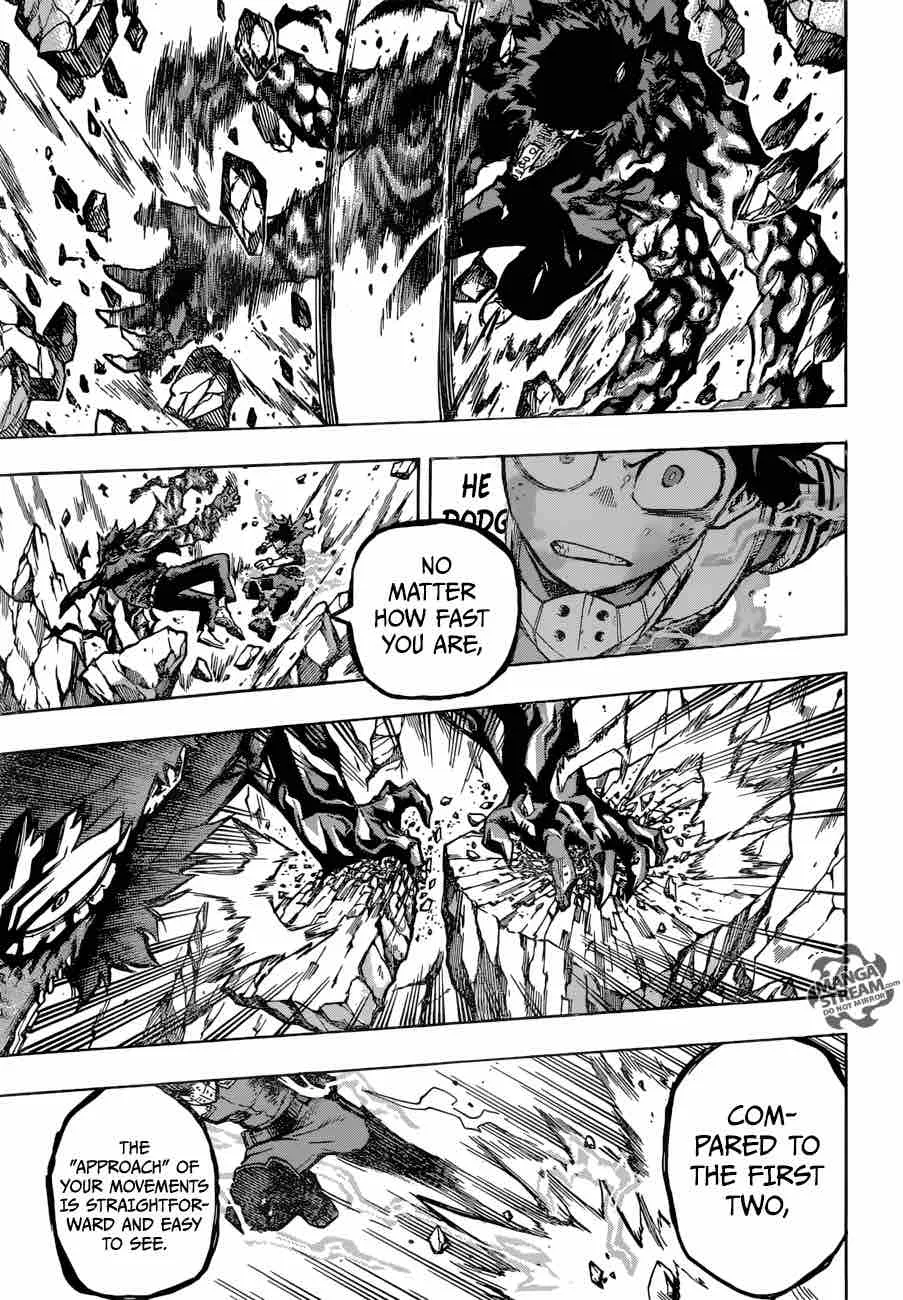 HE
NO
MATTER
HOW FAST
YOU ARE,
MANGA
STREAM.com
DO NOT MIRROR
COM-
PARED TO
THE FIRST
TWO,
THE
"APPROACH" OF
YOUR MOVEMENTS
IS STRAIGHTFOR-
WARD AND EASY
TO SEE.